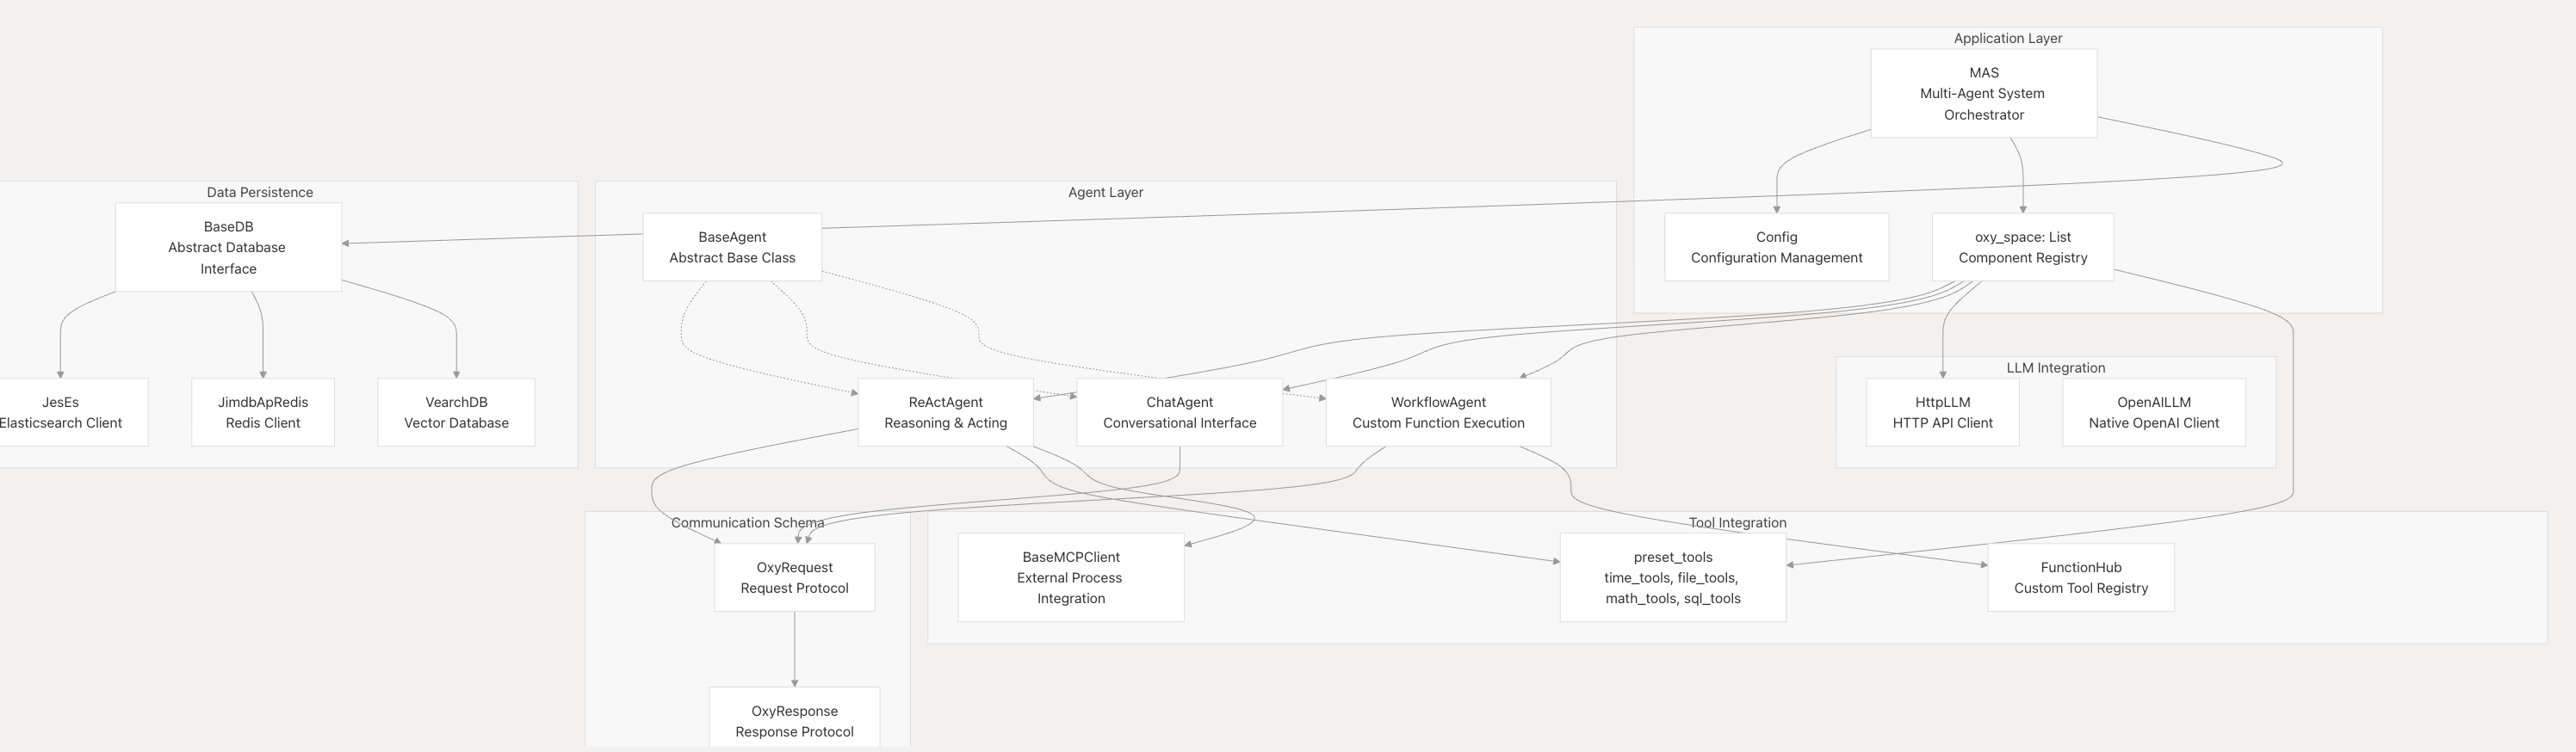 Application Layer
MAS
Multi-Agent System
Orchestrator
Config
Configuration Management
oxy_space: List
Component Registry
Data Persistence
BaseDB
Abstract Database
Interface
JesEs
Elasticsearch Client
JimdbApRedis
Redis Client
VearchDB
Vector Database
Agent Layer
BaseAgent
Abstract Base Class
ReActAgent
Reasoning & Acting
ChatAgent
Conversational Interface
WorkflowAgent
Custom Function Execution
LLM Integration
HttpLLM
HTTP API Client
OpenAILLM
Native OpenAI Client
Communication Schema
OxyRequest
Request Protocol
OxyResponse
Response Protocol
Tool Integration
BaseMCPClient
External Process
Integration
preset_tools
time_tools, file_tools,
math_tools, sql_tools
FunctionHub
Custom Tool Registry